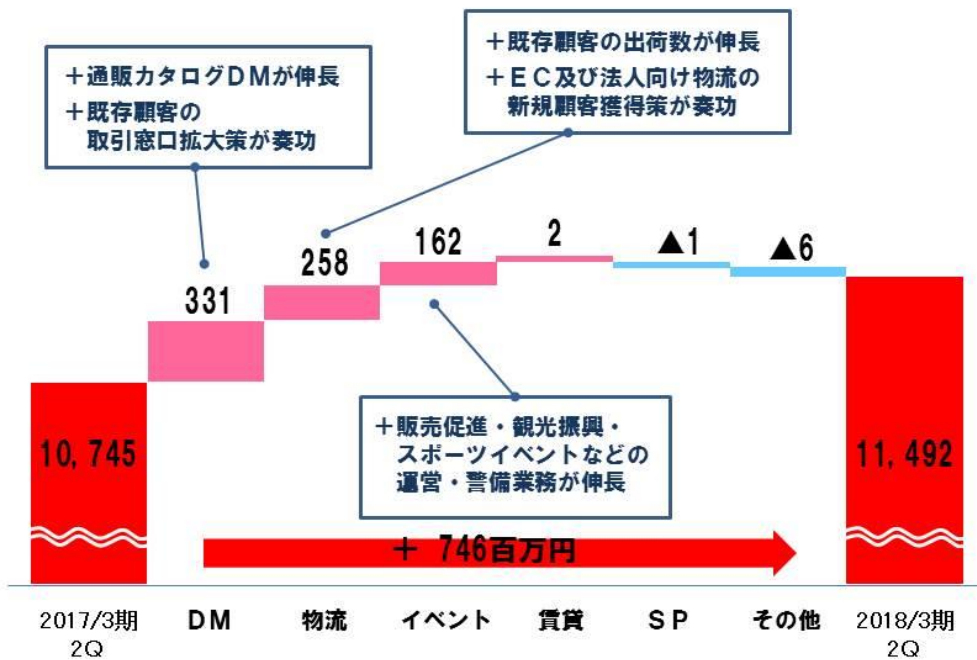 ＋通販カタログDMが伸長
＋既存顧客の
取引窓口拡大策が奏功
＋既存顧客の出荷数が伸長
＋EC及び法人向け物流の
新規顧客獲得策が奏功
331
258
162
2
▲1
▲6
＋販売促進・観光振興・
スポーツイベントなどの
運営・警備業務が伸長
10,745
11,492
＋ 746百万円
2017/3期
2Q
DM
物流
イベント
賃貸
SP
その他
2018/3期
2Q